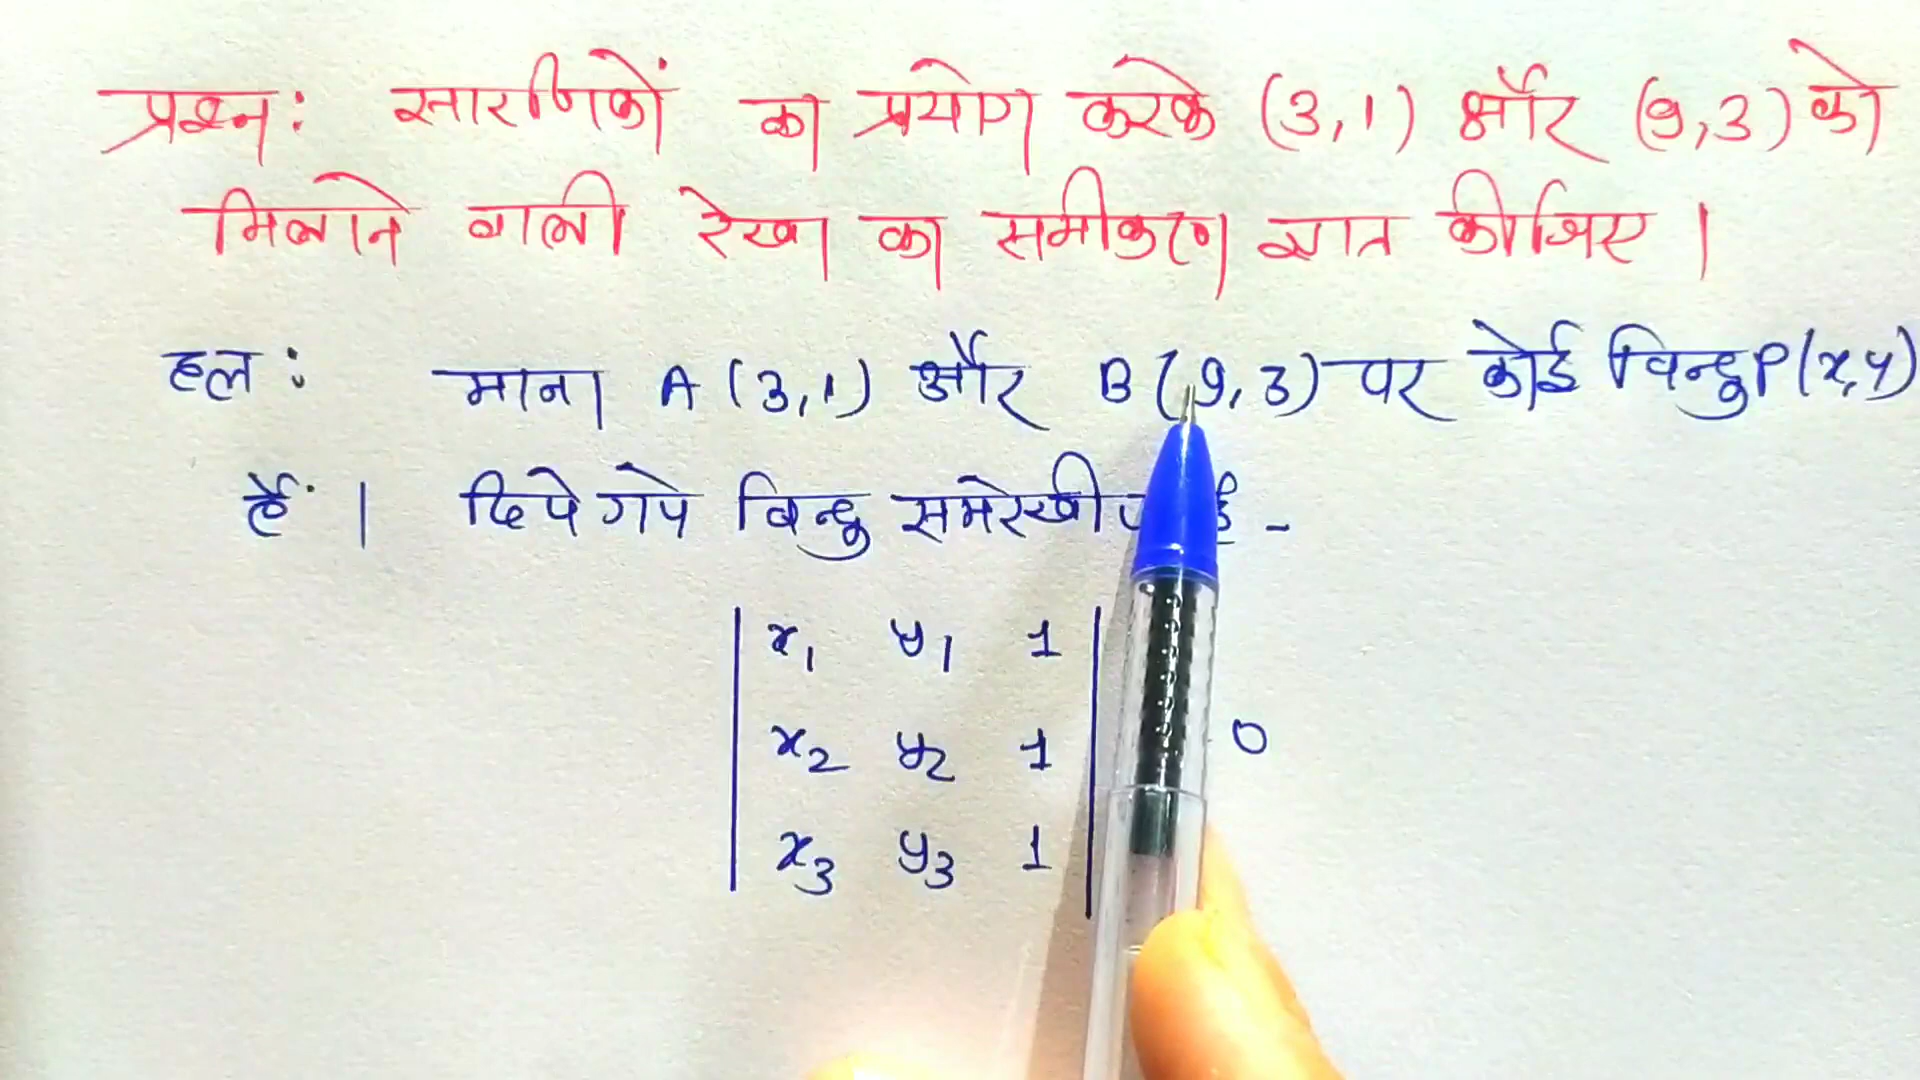 प्रश्न: सारणिकों का प्रयोग करके (3,1) और (9,3) को
मिलाने वाली रेखा का समीकरण ज्ञात कीजिए।
हल: माना A (3,1) और B (9,3) पर कोई विन्दु P(x,y)
हैं। दिये गये विन्दु समरेखीय -
x₁ y₁ 1
x₂ y₂ 1 0
x₃ y₃ 1